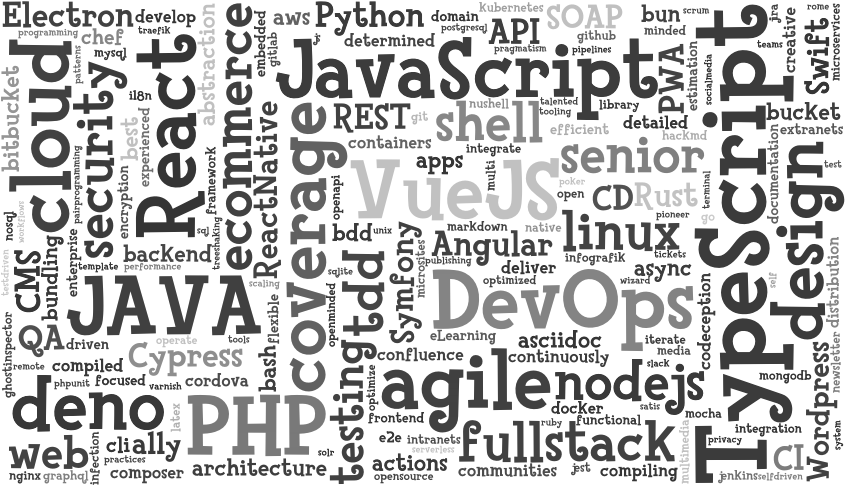 Electron
develop
aws
Python
domain
Kubernetes
SOAP
bun
scrum
jira
rome
programming
traefik
jr
postgresql
API
github
minded
creative
Swift
microservices
chef
patterns
mysql
abstraction
ecommerce
embedded
gitlab
determined
pragmatism
pipelines
PWA
estimation
socialmedia
teams
cloud
React
JavaScript
TypeScript
bitbucket
security
i18n
experienced
best
REST
git
nushell
shell
talented
tooling
library
detailed
hackmd
bucket
extranets
containers
integrate
efficient
senior
documentation
test
coverage
ReactNative
apps
multi
VueJS
poker
open
CD
Rust
terminal
go
pioneer
design
encryption
pairprogramming
framework
openapi
nosql
workflows
sql
treeshaking
bdd
unix
markdown
native
linux
backend
enterprise
template
performance
Symfony
microsites
Angular
publishing
infografik
tickets
deliver
optimized
wizard
async
self
distribution
testdriven
CMS
bundling
JAVA
scaling
sqlite
tdd
DevOps
codeception
flexible
openminded
QA
driven
operate
tools
eLearning
asciidoc
iterate
media
newsletter
ghostinspector
remote
compiled
Cypress
bash
testing
confluence
continuously
slack
mongodb
Wordpress
phpunit
focused
varnish
cordova
optimize
agile
nodejs
deno
latex
PHP
frontend
docker
satis
mocha
ruby
functional
integration
system
web
infection
clially
practices
solr
e2e
intranets
serverless
fullstack
multimedia
privacy
CI
nginx
graphql
composer
architecture
actions
opensource
communities
jest
compiling
jenkins
selfdriven